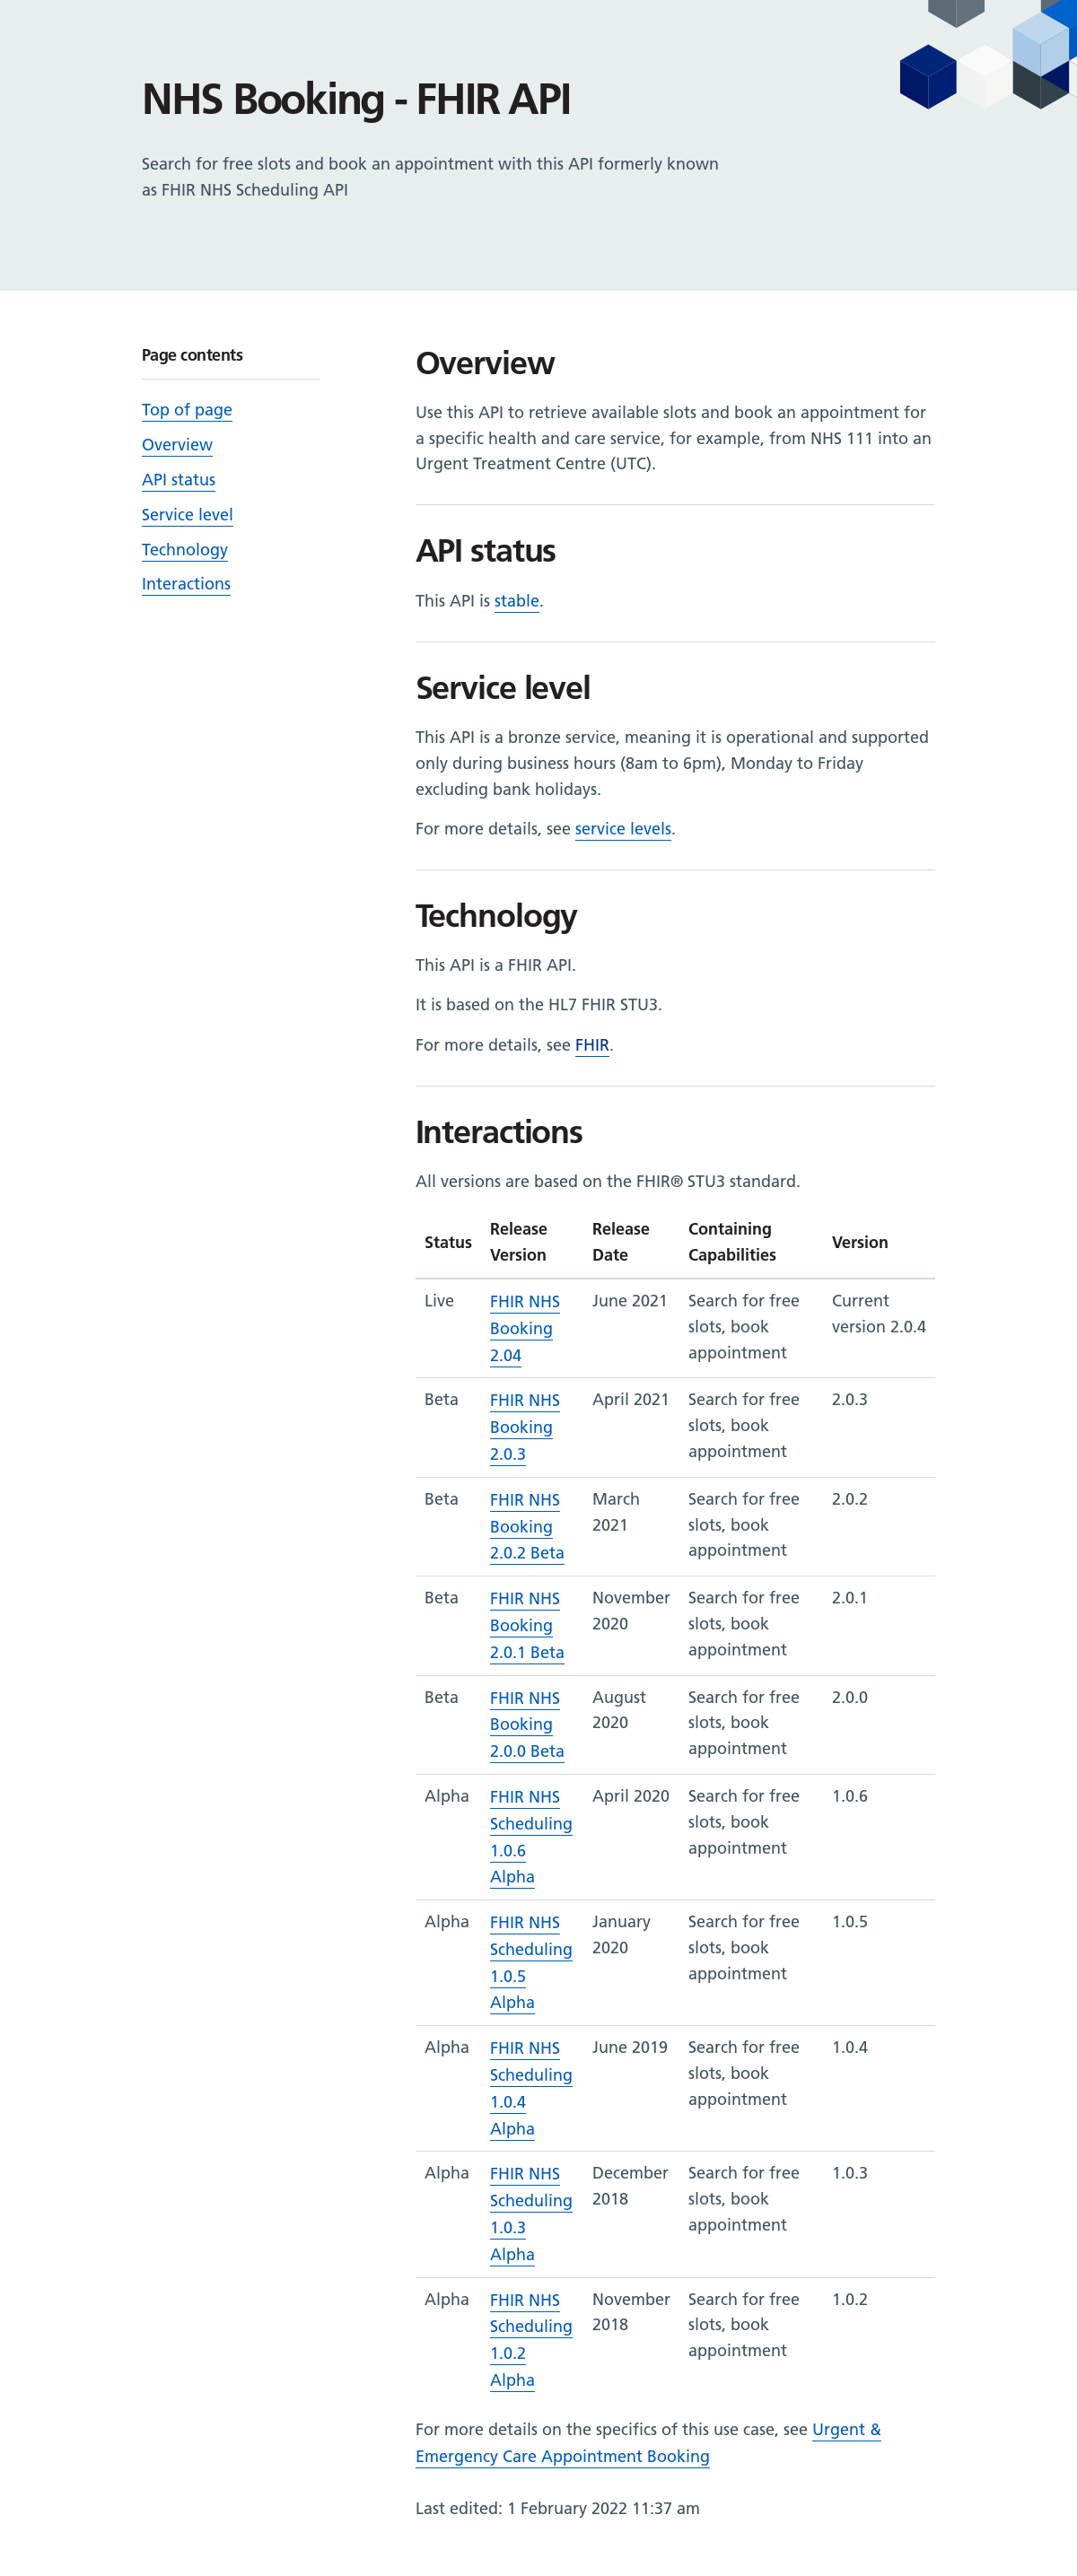 NHS Booking - FHIR API
Search for free slots and book an appointment with this API formerly known
as FHIR NHS Scheduling API
Page contents
Top of page
Overview
API status
Service level
Technology
Interactions
Overview
Use this API to retrieve available slots and book an appointment for
a specific health and care service, for example, from NHS 111 into an
Urgent Treatment Centre (UTC).
API status
This API is stable.
Service level
This API is a bronze service, meaning it is operational and supported
only during business hours (8am to 6pm), Monday to Friday
excluding bank holidays.
For more details, see service levels.
Technology
This API is a FHIR API.
It is based on the HL7 FHIR STU3.
For more details, see FHIR.
Interactions
All versions are based on the FHIR® STU3 standard.
Status Release Version Release Date Containing Capabilities Version
Live FHIR NHS Booking 2.04 June 2021 Search for free slots, book appointment Current version 2.0.4
Beta FHIR NHS Booking 2.0.3 April 2021 Search for free slots, book appointment 2.0.3
Beta FHIR NHS Booking 2.0.2 Beta March 2021 Search for free slots, book appointment 2.0.2
Beta FHIR NHS Booking 2.0.1 Beta November 2020 Search for free slots, book appointment 2.0.1
Beta FHIR NHS Booking 2.0.0 Beta August 2020 Search for free slots, book appointment 2.0.0
Alpha FHIR NHS Scheduling 1.0.6 Alpha April 2020 Search for free slots, book appointment 1.0.6
Alpha FHIR NHS Scheduling 1.0.5 Alpha January 2020 Search for free slots, book appointment 1.0.5
Alpha FHIR NHS Scheduling 1.0.4 Alpha June 2019 Search for free slots, book appointment 1.0.4
Alpha FHIR NHS Scheduling 1.0.3 Alpha December 2018 Search for free slots, book appointment 1.0.3
Alpha FHIR NHS Scheduling 1.0.2 Alpha November 2018 Search for free slots, book appointment 1.0.2
For more details on the specifics of this use case, see Urgent &
Emergency Care Appointment Booking
Last edited: 1 February 2022 11:37 am